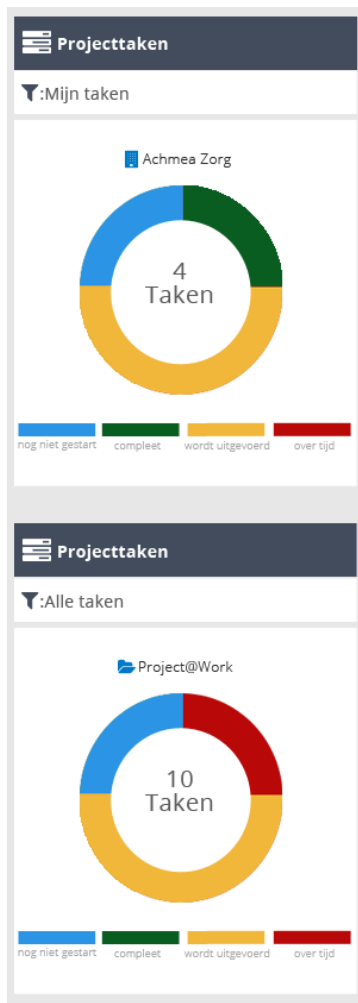 Projecttaken
:Mijn taken
Achmea Zorg
4
Taken
nog niet gestart compleet wordt uitgevoerd over tijd
Projecttaken
:Alle taken
Project@Work
10
Taken
nog niet gestart compleet wordt uitgevoerd over tijd